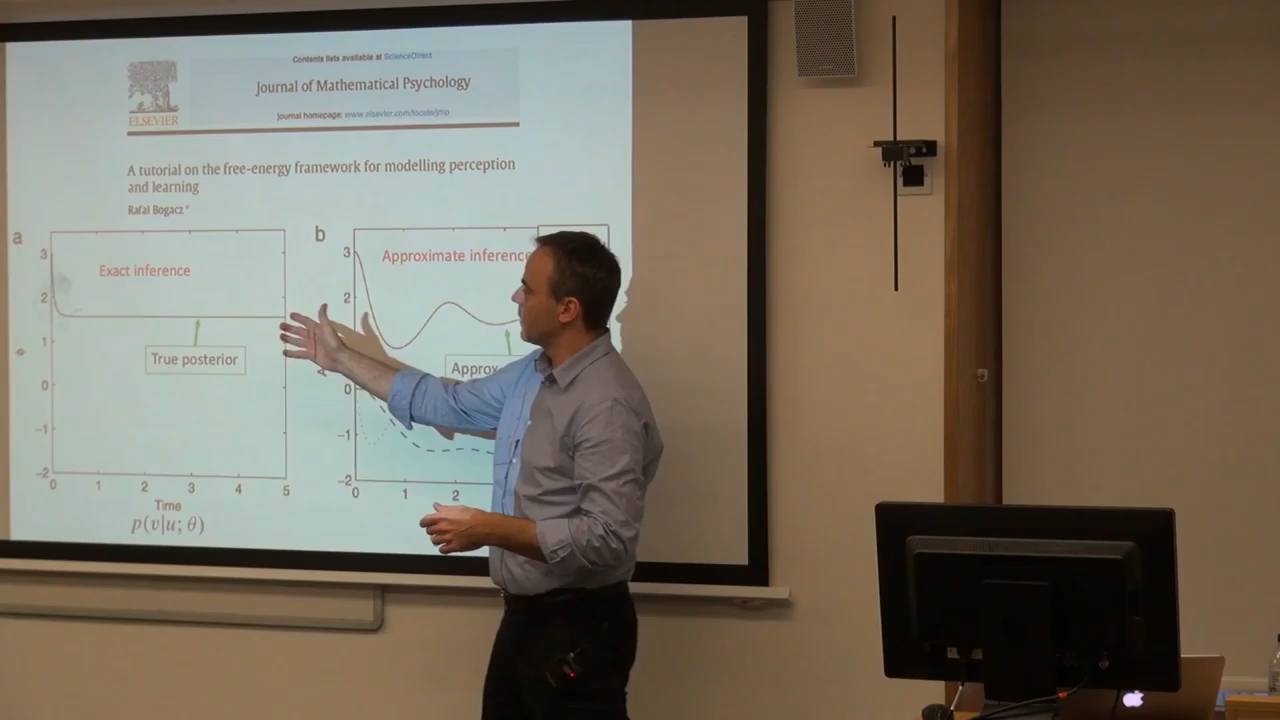 Contents lists available at ScienceDirect
Journal of Mathematical Psychology
journal homepage: www.elsevier.com/locate/jmp
ELSEVIER
A tutorial on the free-energy framework for modelling perception
and learning
Rafal Bogacz *
a
3
2
1
0
−1
−2
ϕ
Exact inference
True posterior
0 1 2 3 4 5
Time
p(v|u; θ)
b
3
2
0
−1
−2
Approximate inference
Approx
0 1 2